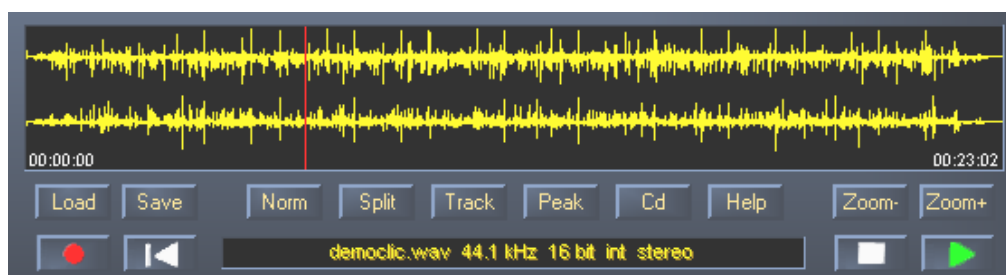 00:00:00 00:23:02
Load Save Norm Split Track Peak Cd Help Zoom- Zoom+
democlic.wav 44.1 kHz 16 bit int stereo